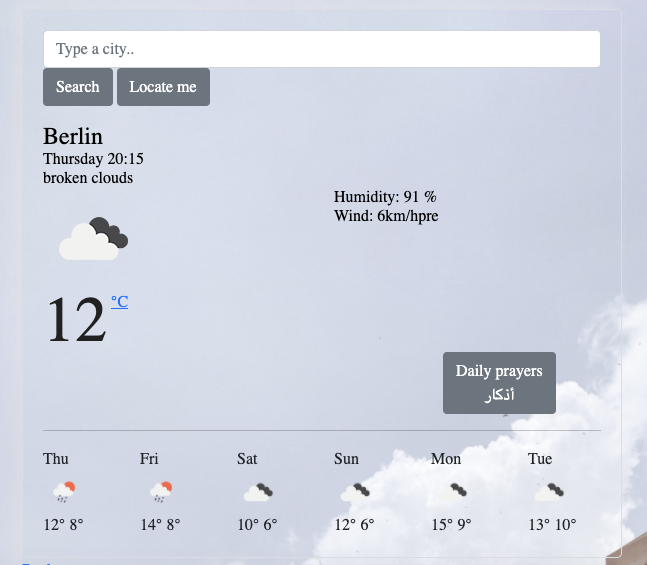 Type a city..
Search Locate me
Berlin
Thursday 20:15
broken clouds
Humidity: 91 %
Wind: 6km/hpre
12 °C
Daily prayers
أذكار
Thu Fri Sat Sun Mon Tue
12° 8° 14° 8° 10° 6° 12° 6° 15° 9° 13° 10°